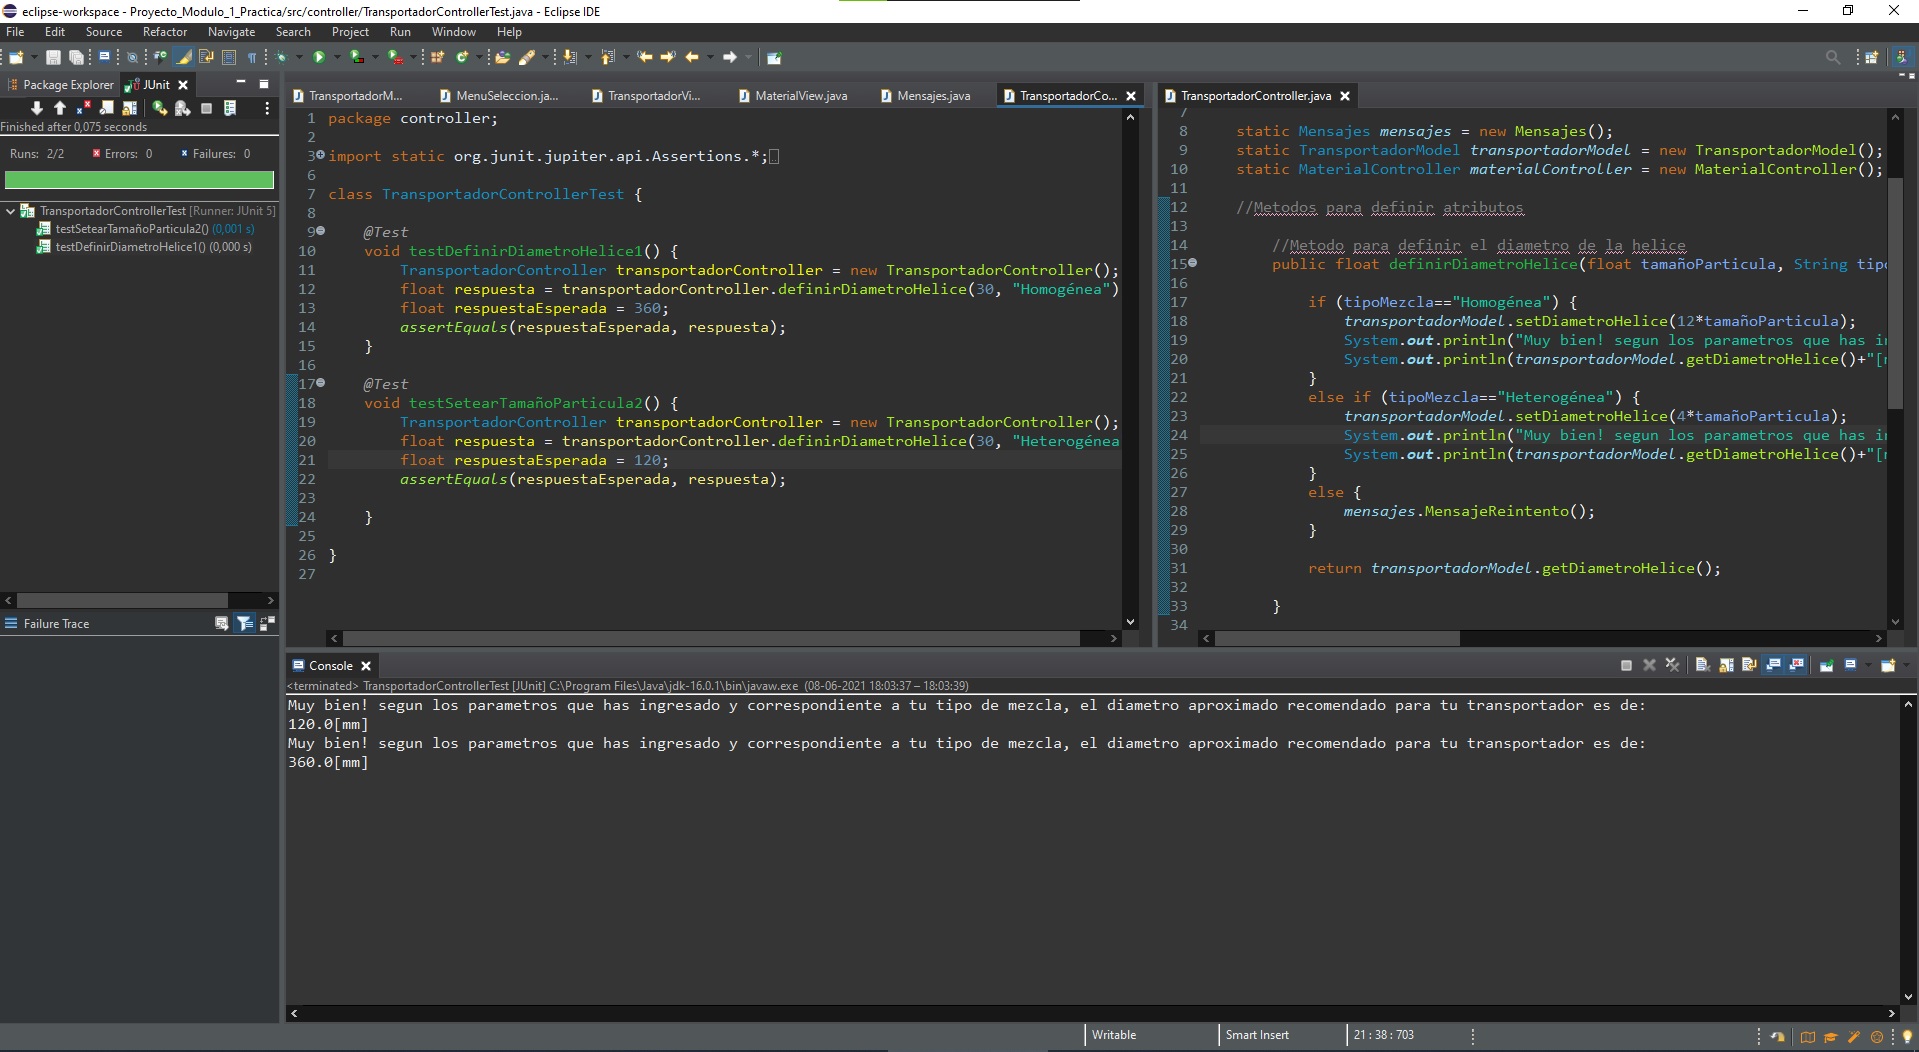 eclipse-workspace - Proyecto_Modulo_1_Practica/src/controller/TransportadorControllerTest.java - Eclipse IDE
File Edit Source Refactor Navigate Search Project Run Window Help
Package Explorer JUnit
Finished after 0,075 seconds
Runs: 2/2 Errors: 0 Failures: 0
TransportadorControllerTest [Runner: JUnit 5]
testSetearTamañoParticula2() (0,001 s)
testDefinirDiametroHelice1() (0,000 s)
Failure Trace
TransportadorM... MenuSeleccion.ja... TransportadorVi... MaterialView.java Mensajes.java TransportadorCo...
1 package controller;
2
3 import static org.junit.jupiter.api.Assertions.*;
6
7 class TransportadorControllerTest {
8
9 @Test
10 void testDefinirDiametroHelice1() {
11 TransportadorController transportadorController = new TransportadorController();
12 float respuesta = transportadorController.definirDiametroHelice(30, "Homogénea")
13 float respuestaEsperada = 360;
14 assertEquals(respuestaEsperada, respuesta);
15 }
16
17 @Test
18 void testSetearTamañoParticula2() {
19 TransportadorController transportadorController = new TransportadorController();
20 float respuesta = transportadorController.definirDiametroHelice(30, "Heterogénea
21 float respuestaEsperada = 120;
22 assertEquals(respuestaEsperada, respuesta);
23
24 }
25
26 }
27
TransportadorController.java
7
8 static Mensajes mensajes = new Mensajes();
9 static TransportadorModel transportadorModel = new TransportadorModel();
10 static MaterialController materialController = new MaterialController();
11
12 //Metodos para definir atributos
13
14 //Metodo para definir el diametro de la helice
15 public float definirDiametroHelice(float tamañoParticula, String tip
16
17 if (tipoMezcla=="Homogénea") {
18 transportadorModel.setDiametroHelice(12*tamañoParticula);
19 System.out.println("Muy bien! segun los parametros que has i
20 System.out.println(transportadorModel.getDiametroHelice()+"[
21 }
22 else if (tipoMezcla=="Heterogénea") {
23 transportadorModel.setDiametroHelice(4*tamañoParticula);
24 System.out.println("Muy bien! segun los parametros que has i
25 System.out.println(transportadorModel.getDiametroHelice()+"[
26 }
27 else {
28 mensajes.MensajeReintento();
29 }
30
31 return transportadorModel.getDiametroHelice();
32
33 }
34
Console
<terminated> TransportadorControllerTest [JUnit] C:\Program Files\Java\jdk-16.0.1\bin\javaw.exe (08-06-2021 18:03:37 – 18:03:39)
Muy bien! segun los parametros que has ingresado y correspondiente a tu tipo de mezcla, el diametro aproximado recomendado para tu transportador es de:
120.0[mm]
Muy bien! segun los parametros que has ingresado y correspondiente a tu tipo de mezcla, el diametro aproximado recomendado para tu transportador es de:
360.0[mm]
Writable Smart Insert 21 : 38 : 703